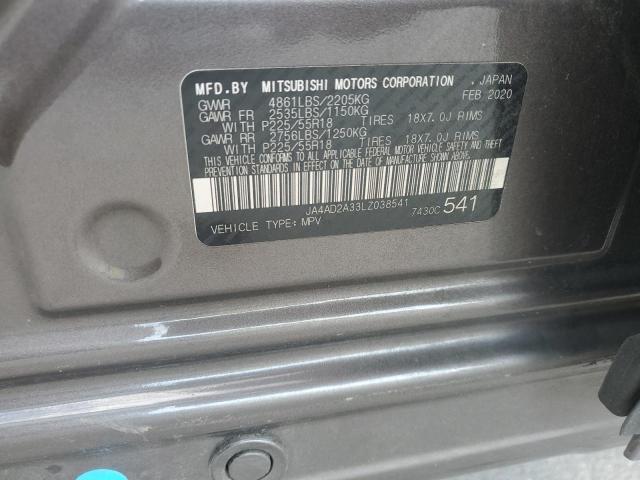 MFD.BY MITSUBISHI MOTORS CORPORATION . JAPAN
GVWR 4861LBS/2205KG FEB 2020
GAWR FR 2535LBS/1150KG
WITH P225/55R18 TIRES 18X7.0J RIMS
GAWR RR 2756LBS/1250KG
WITH P225/55R18 TIRES 18X7.0J RIMS
THIS VEHICLE CONFORMS TO ALL APPLICABLE FEDERAL MOTOR VEHICLE SAFETY AND THEFT
PREVENTION STANDARDS IN EFFECT ON THE DATE OF MANUFACTURE SHOWN ABOVE.
JA4AD2A33LZ038541 7430C 541
VEHICLE TYPE: MPV